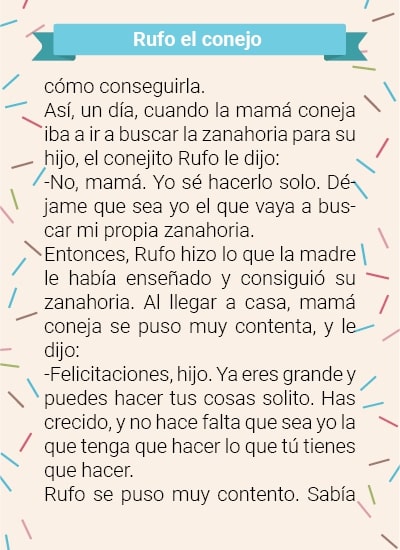 Rufo el conejo
cómo conseguirla.
Así, un día, cuando la mamá coneja
iba a ir a buscar la zanahoria para su
hijo, el conejito Rufo le dijo:
-No, mamá. Yo sé hacerlo solo. Dé-
jame que sea yo el que vaya a bus-
car mi propia zanahoria.
Entonces, Rufo hizo lo que la madre
le había enseñado y consiguió su
zanahoria. Al llegar a casa, mamá
coneja se puso muy contenta, y le
dijo:
-Felicitaciones, hijo. Ya eres grande y
puedes hacer tus cosas solito. Has
crecido, y no hace falta que sea yo la
que tenga que hacer lo que tú tienes
que hacer.
Rufo se puso muy contento. Sabía